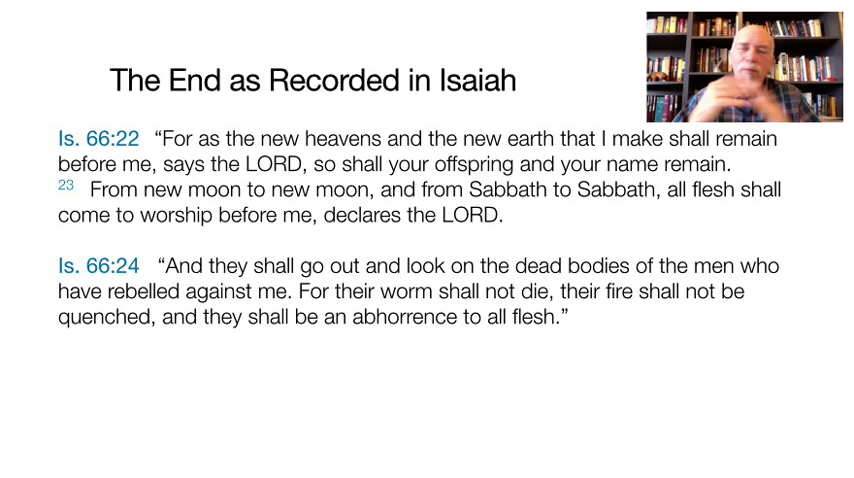 The End as Recorded in Isaiah
Is. 66:22 “For as the new heavens and the new earth that I make shall remain
before me, says the LORD, so shall your offspring and your name remain.
23 From new moon to new moon, and from Sabbath to Sabbath, all flesh shall
come to worship before me, declares the LORD.
Is. 66:24 “And they shall go out and look on the dead bodies of the men who
have rebelled against me. For their worm shall not die, their fire shall not be
quenched, and they shall be an abhorrence to all flesh.”